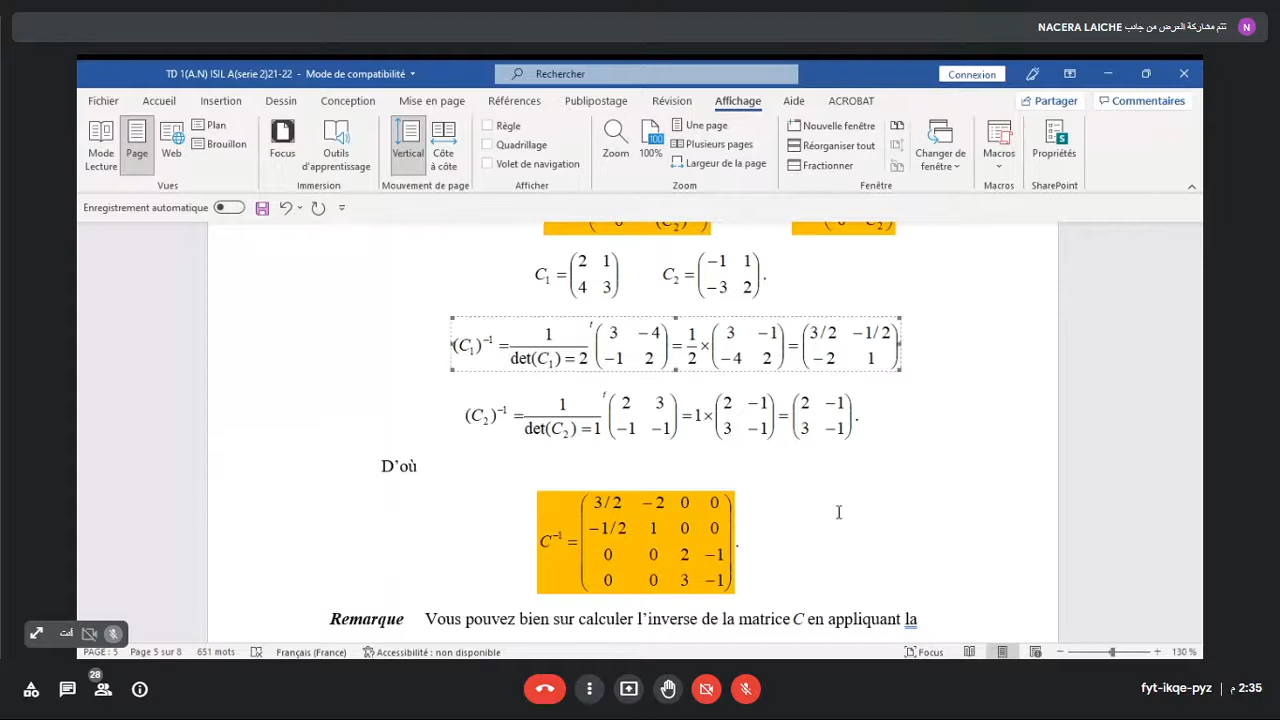 تتم مشاركة العرض من جانب NACERA LAICHE
N
TD 1(A.N) ISIL A(serie 2)21-22 - Mode de compatibilité
Rechercher
Connexion
Fichier Accueil Insertion Dessin Conception Mise en page Références Publipostage Révision Affichage Aide ACROBAT Partager Commentaires
Mode Lecture
Page
Web
Plan
Brouillon
Focus
Outils d'apprentissage
Vertical
Côte à côte
Règle
Quadrillage
Volet de navigation
Zoom
100
100%
Une page
Plusieurs pages
Largeur de la page
Nouvelle fenêtre
Réorganiser tout
Fractionner
Changer de fenêtre
Macros
S
Propriétés
Vues Immersion Mouvement de page Afficher Zoom Fenêtre Macros SharePoint
Enregistrement automatique
C₁ = (2 1 ; 4 3) C₂ = (−1 1 ; −3 2).
(C₁)⁻¹ = 1/(det(C₁) = 2) ᵗ(3 −4 ; −1 2) = 1/2 × (3 −1 ; −4 2) = (3/2 −1/2 ; −2 1)
(C₂)⁻¹ = 1/(det(C₂) = 1) ᵗ(2 3 ; −1 −1) = 1× (2 −1 ; 3 −1) = (2 −1 ; 3 −1).
D’où
C⁻¹ = (3/2 −2 0 0 ; −1/2 1 0 0 ; 0 0 2 −1 ; 0 0 3 −1).
Remarque Vous pouvez bien sur calculer l’inverse de la matrice C en appliquant la
أنت
PAGE : 5 Page 5 sur 8 651 mots Français (France) Accessibilité : non disponible Focus 130 %
28
fyt-ikqe-pyz | 2:35 م